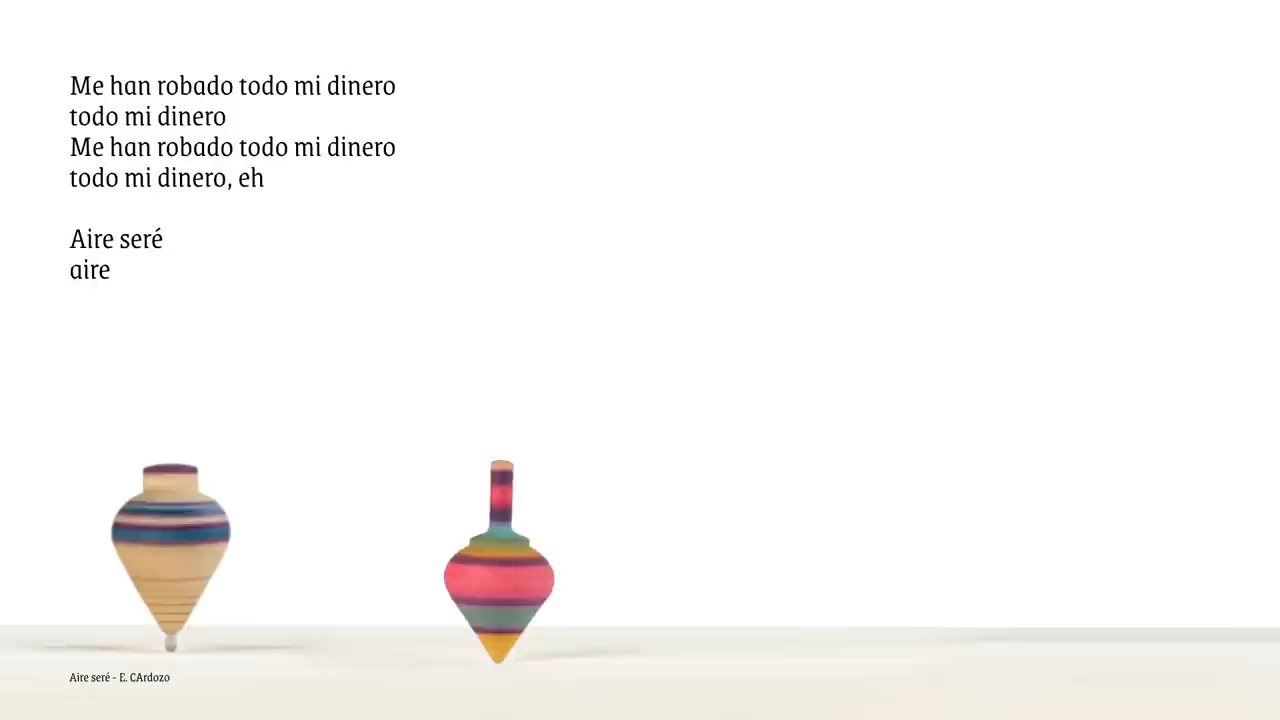 Me han robado todo mi dinero
todo mi dinero
Me han robado todo mi dinero
todo mi dinero, eh
Aire seré
aire
Aire seré - E. CArdozo